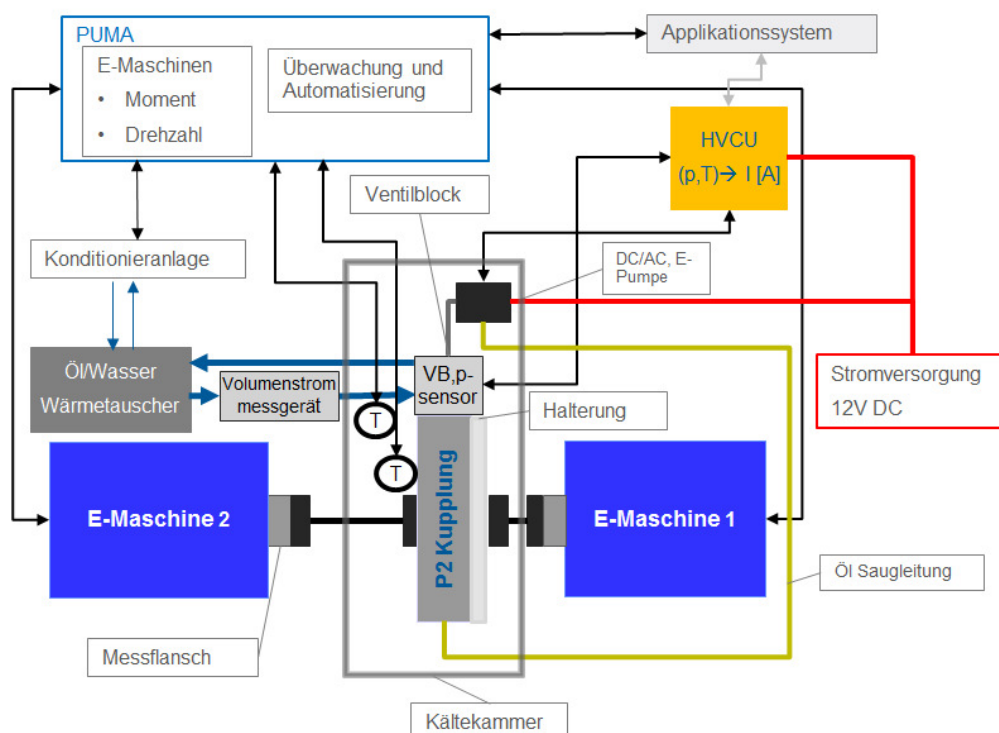 PUMA
E-Maschinen
• Moment
• Drehzahl
Überwachung und
Automatisierung
Applikationssystem
HVCU
(p,T)→ I [A]
Ventilblock
Konditionieranlage
DC/AC, E-
Pumpe
Öl/Wasser
Wärmetauscher
Volumenstrom
messgerät
VB,p-
sensor
Stromversorgung
12V DC
Halterung
T
T
E-Maschine 2
P2 Kupplung
E-Maschine 1
Öl Saugleitung
Messflansch
Kältekammer